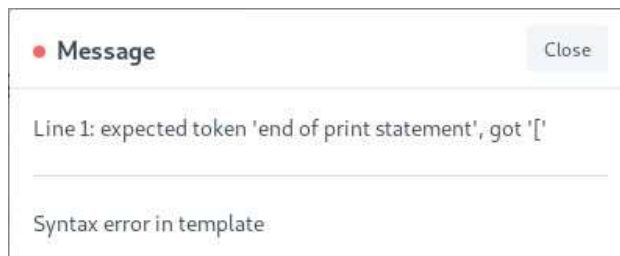 Message
Close
Line 1: expected token 'end of print statement', got '['
Syntax error in template